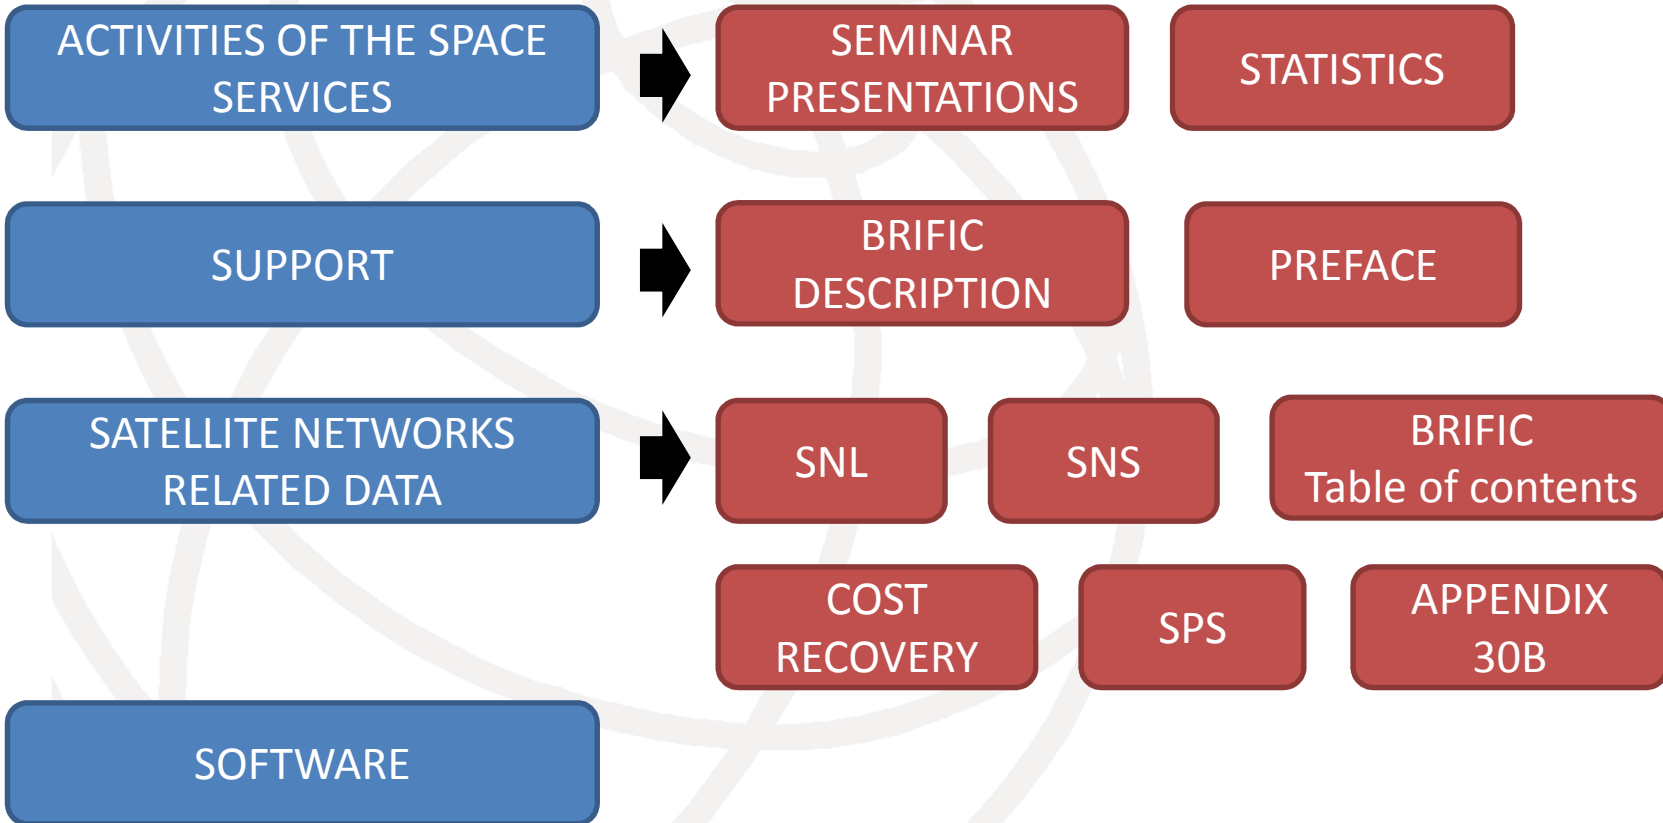 ACTIVITIES OF THE SPACE
SERVICES
SEMINAR
PRESENTATIONS
STATISTICS
SUPPORT
BRIFIC
DESCRIPTION
PREFACE
SATELLITE NETWORKS
RELATED DATA
SNL
SNS
BRIFIC
Table of contents
COST
RECOVERY
SPS
APPENDIX
30B
SOFTWARE